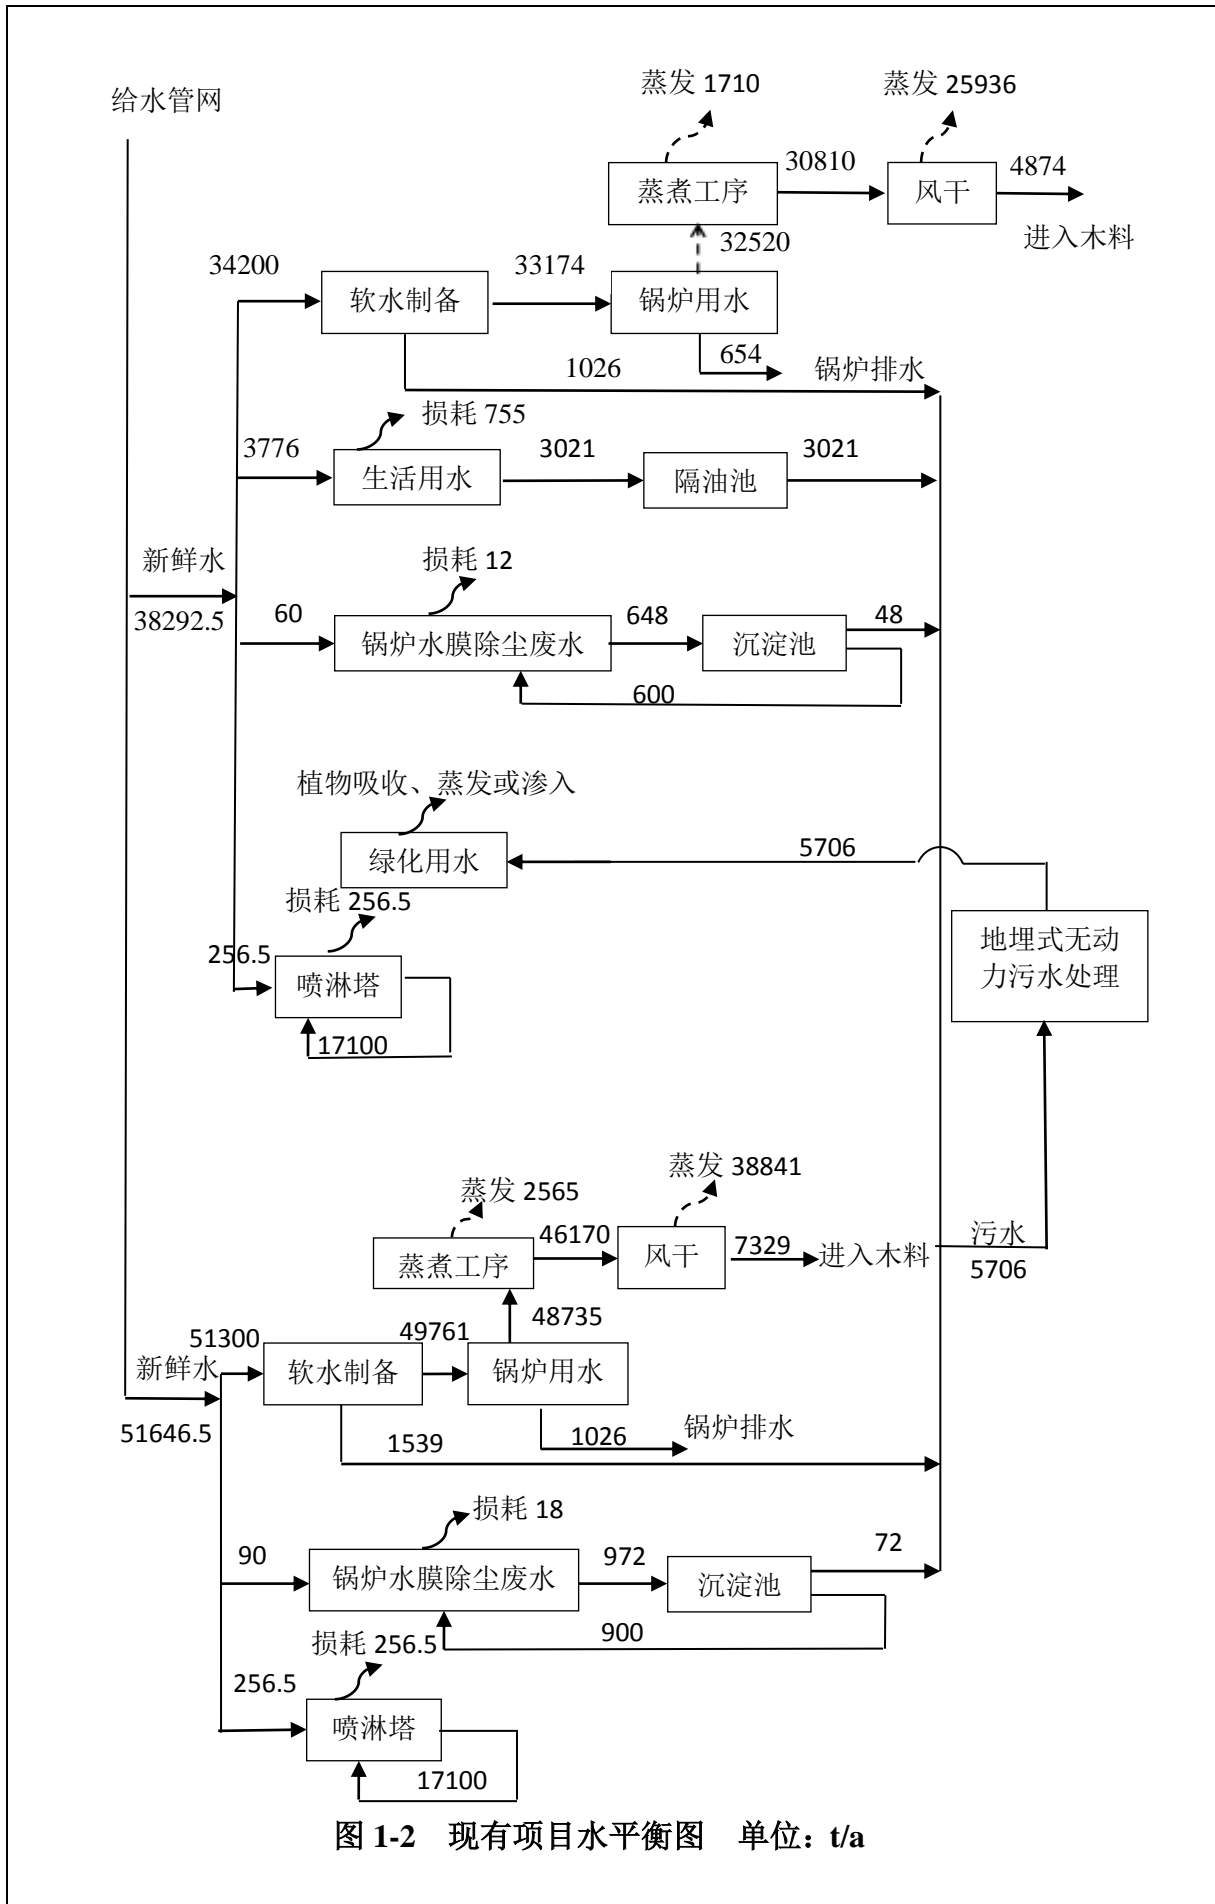 给水管网
蒸发 1710
蒸发 25936
蒸煮工序
30810
风干
4874
进入木料
32520
34200
软水制备
33174
锅炉用水
654
锅炉排水
1026
损耗 755
3776
生活用水
3021
隔油池
3021
新鲜水
38292.5
损耗 12
60
锅炉水膜除尘废水
648
沉淀池
48
600
植物吸收、蒸发或渗入
绿化用水
5706
损耗 256.5
256.5
喷淋塔
17100
地埋式无动
力污水处理
蒸发 2565
蒸发 38841
蒸煮工序
46170
风干
7329
进入木料
污水
5706
48735
51300
新鲜水
51646.5
软水制备
49761
锅炉用水
1026
锅炉排水
1539
损耗 18
90
锅炉水膜除尘废水
972
沉淀池
72
900
损耗 256.5
256.5
喷淋塔
17100
图 1-2 现有项目水平衡图 单位：t/a